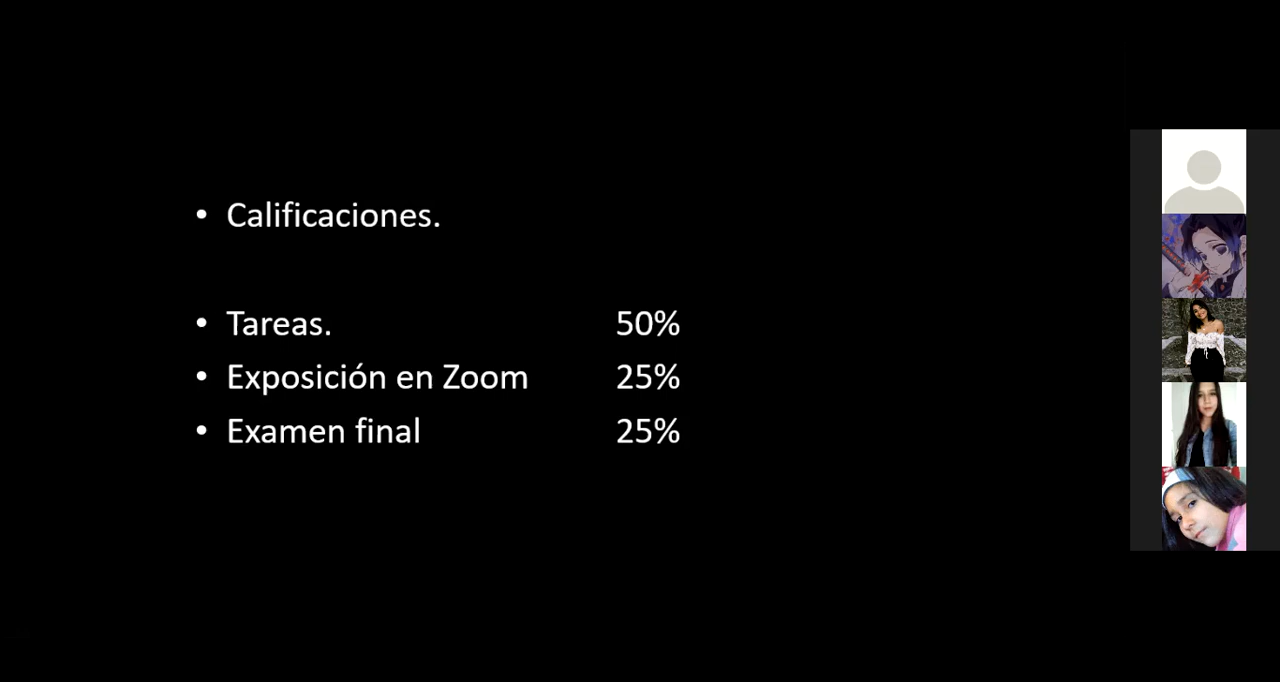 • Calificaciones.
• Tareas. 50%
• Exposición en Zoom 25%
• Examen final 25%